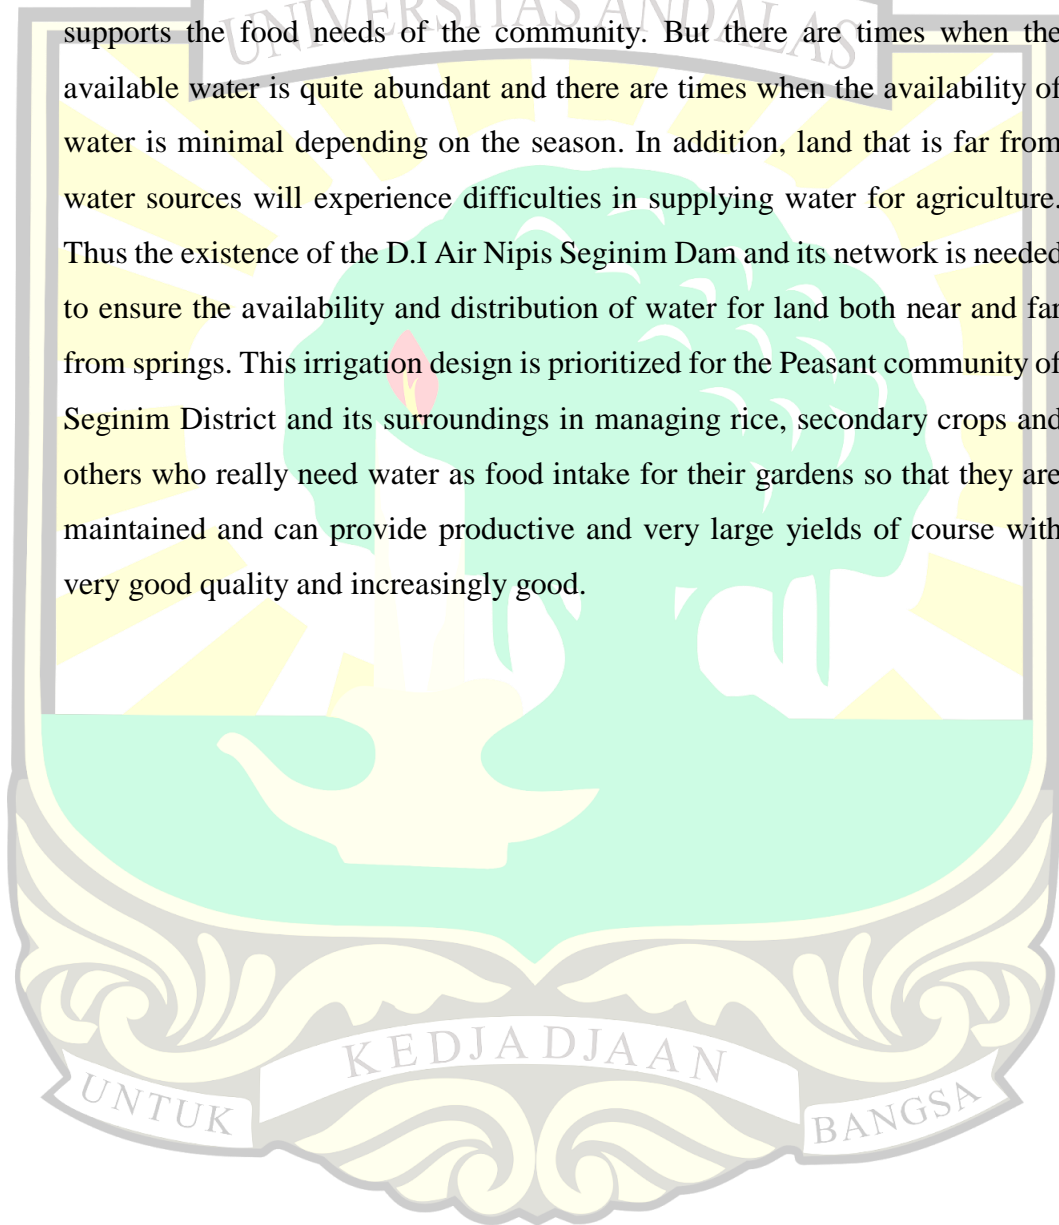 UNIVERSITAS ANDALAS
supports the food needs of the community. But there are times when the
available water is quite abundant and there are times when the availability of
water is minimal depending on the season. In addition, land that is far from
water sources will experience difficulties in supplying water for agriculture.
Thus the existence of the D.I Air Nipis Seginim Dam and its network is needed
to ensure the availability and distribution of water for land both near and far
from springs. This irrigation design is prioritized for the Peasant community of
Seginim District and its surroundings in managing rice, secondary crops and
others who really need water as food intake for their gardens so that they are
maintained and can provide productive and very large yields of course with
very good quality and increasingly good.
KEDJADJAAN
UNTUK
BANGSA